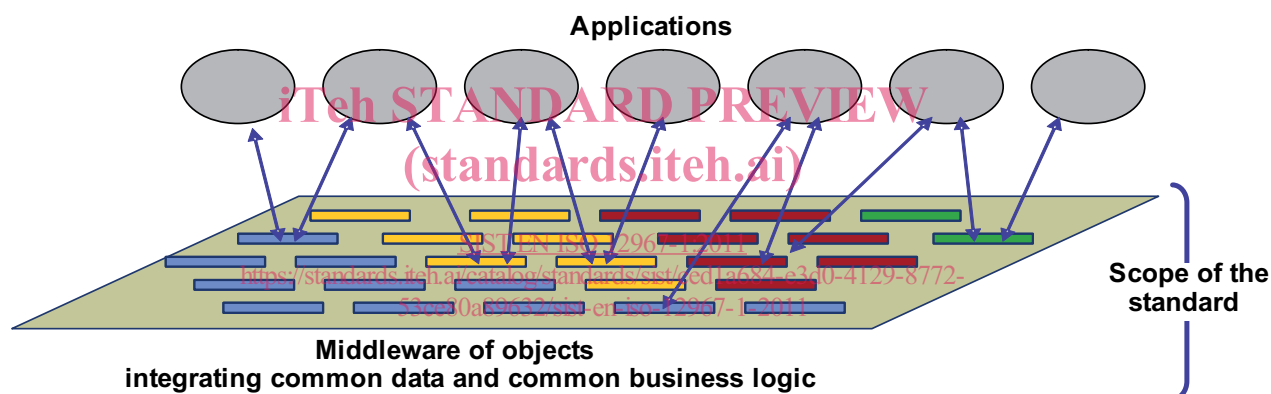 Applications
iTeh STANDARD PREVIEW
(standards.iteh.ai)
SIST EN ISO 12967-1:2011
https://standards.iteh.ai/catalog/standards/sist/ced1a684-e3d0-4129-8772-
53ce80a89632/sist-en-iso-12967-1-2011
Scope of the
standard
Middleware of objects
integrating common data and common business logic